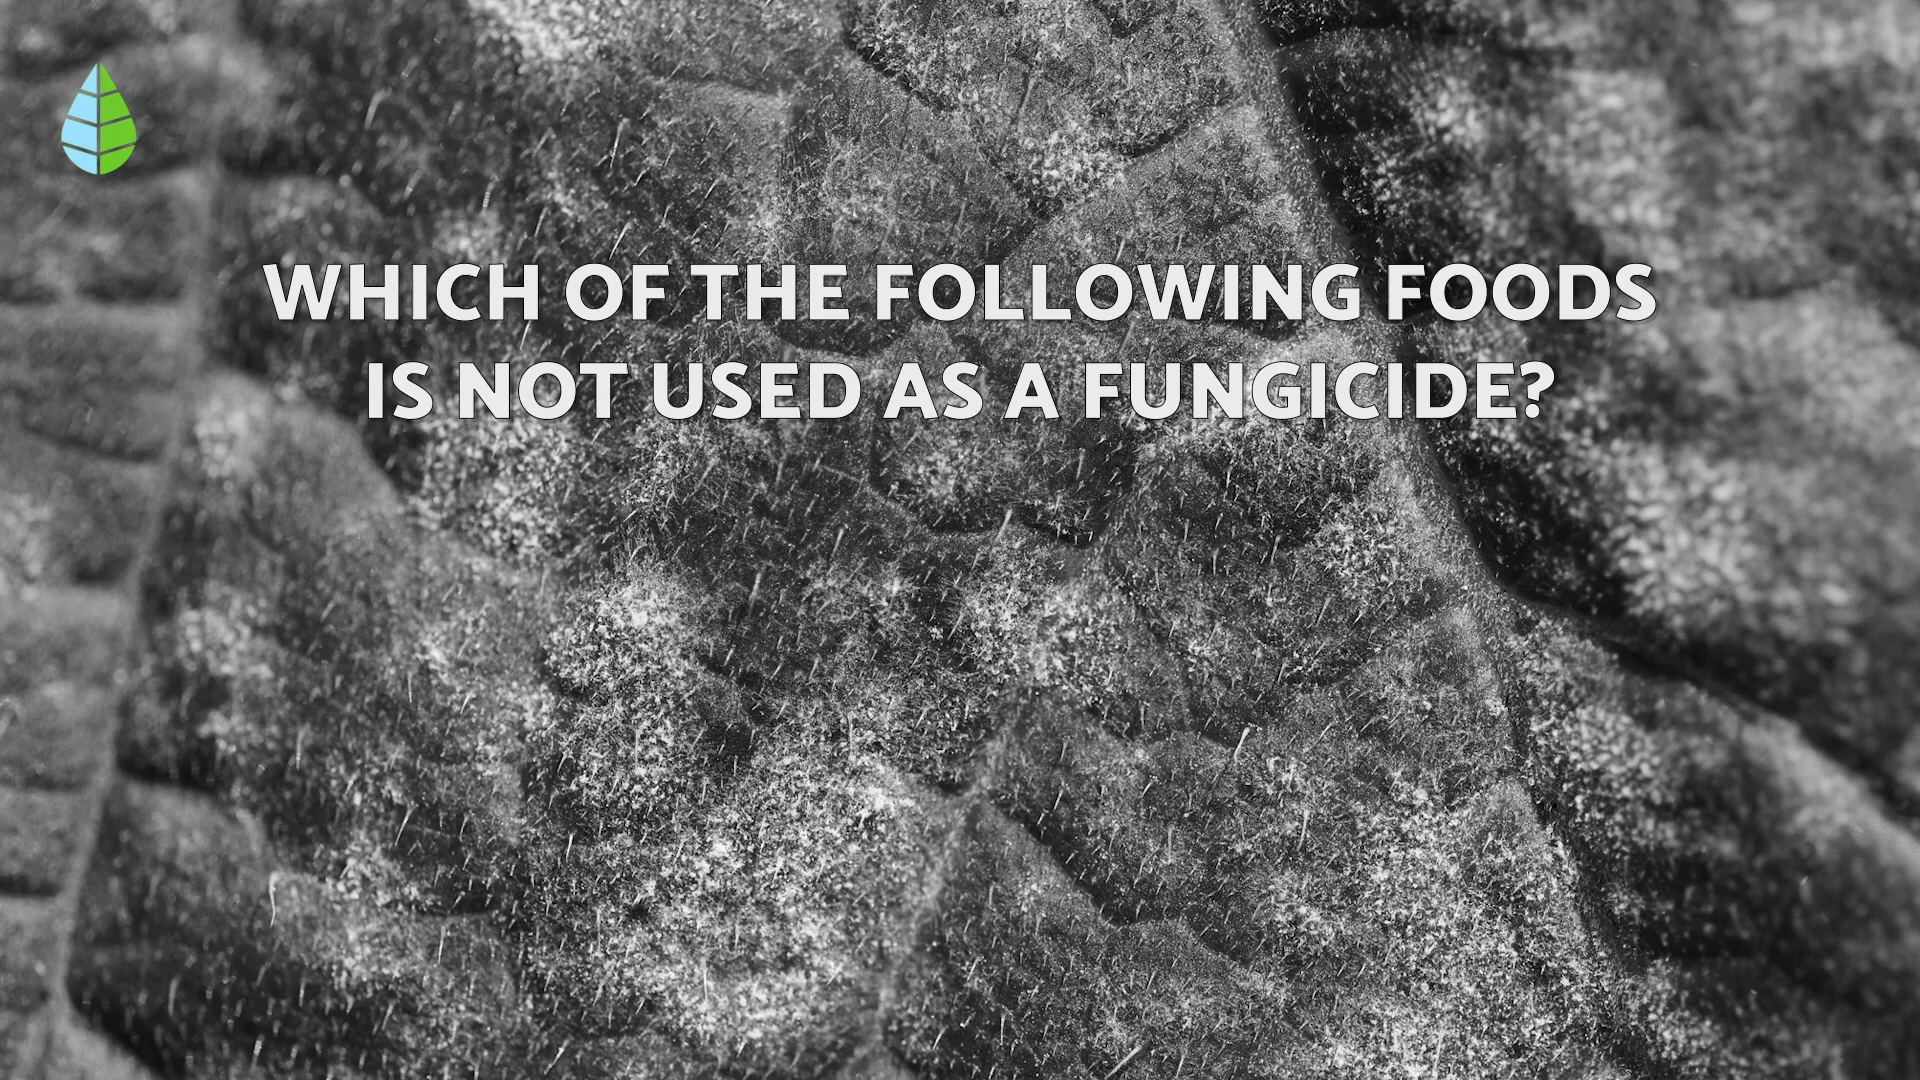 WHICH OF THE FOLLOWING FOODS
IS NOT USED AS A FUNGICIDE?